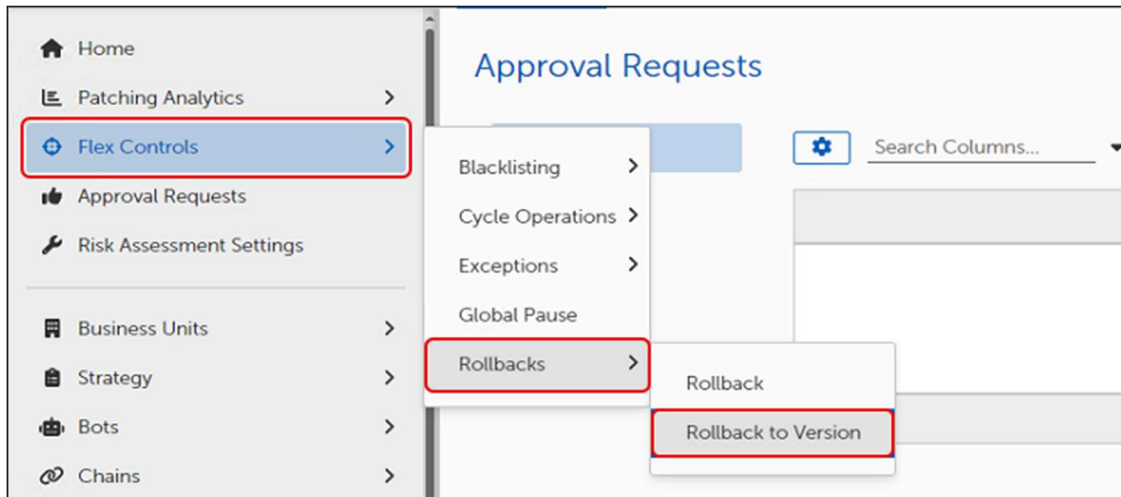 Home
Patching Analytics
Flex Controls
Approval Requests
Risk Assessment Settings
Business Units
Strategy
Bots
Chains
Blacklisting
Cycle Operations
Exceptions
Global Pause
Rollbacks
Rollback
Rollback to Version
Approval Requests
Search Columns...